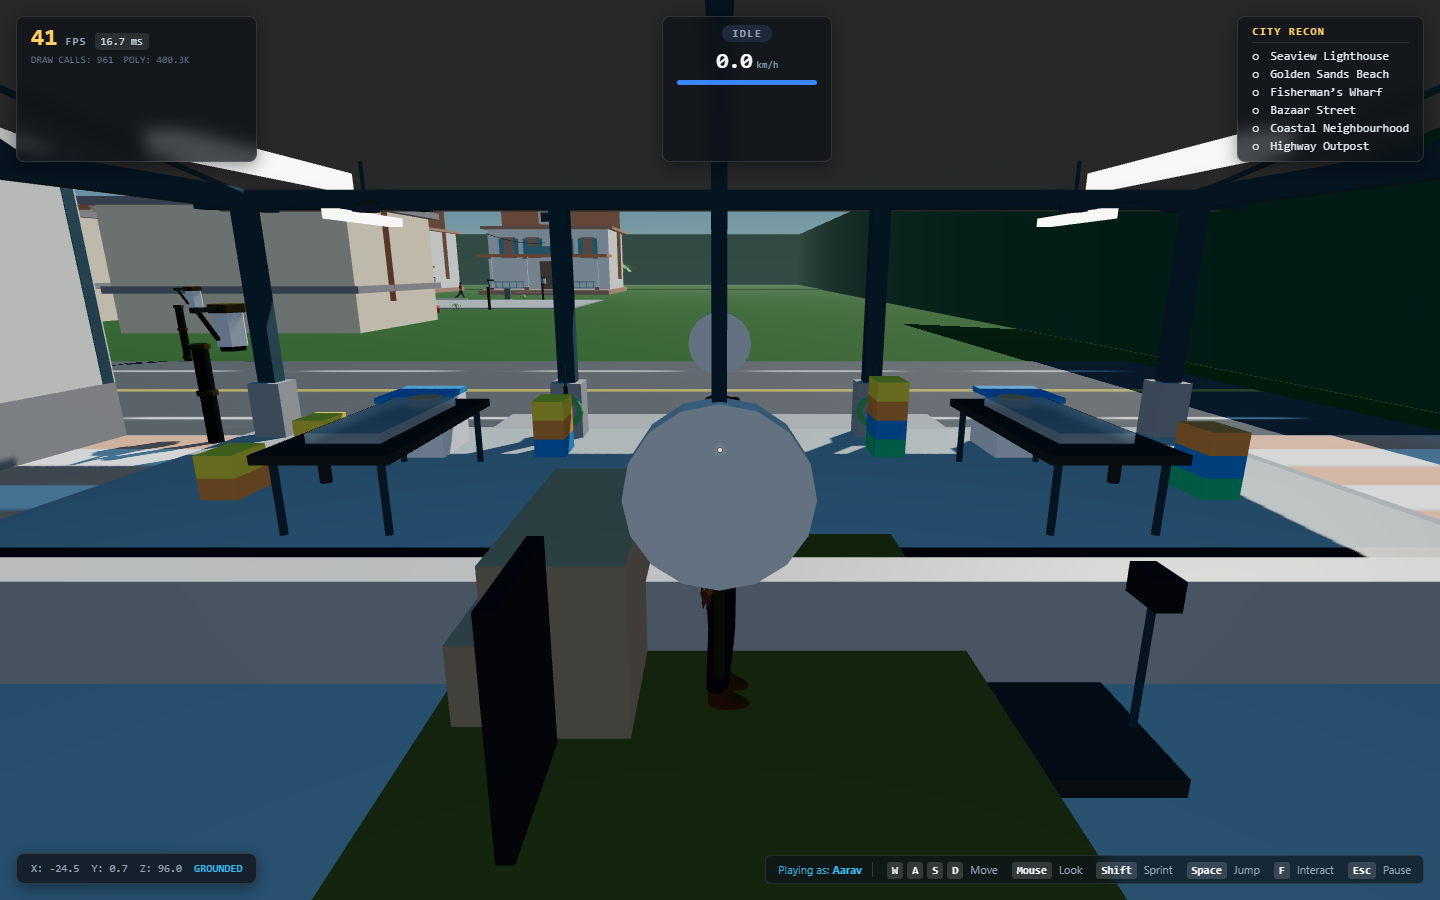 41 FPS 16.7 ms
DRAW CALLS: 961 POLY: 400.3K
IDLE
0.0 km/h
CITY RECON
Seaview Lighthouse
Golden Sands Beach
Fisherman's Wharf
Bazaar Street
Coastal Neighbourhood
Highway Outpost
X: -24.5 Y: 0.7 Z: 96.0 GROUNDED
Playing as: Aarav W A S D Move Mouse Look Shift Sprint Space Jump F Interact Esc Pause